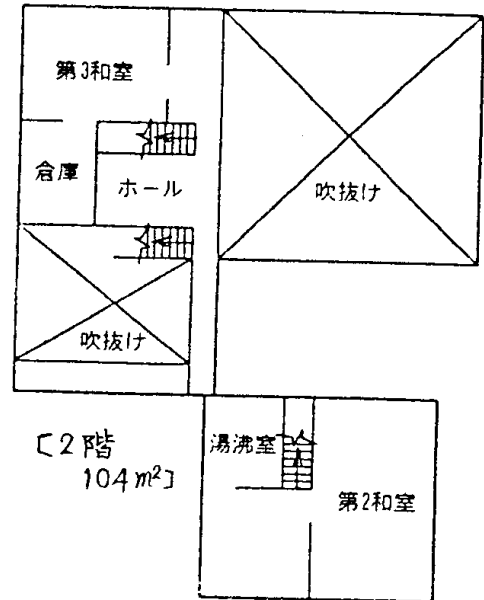 第3和室
倉庫
ホール
吹抜け
吹抜け
〔2階
104m²〕
湯沸室
第2和室